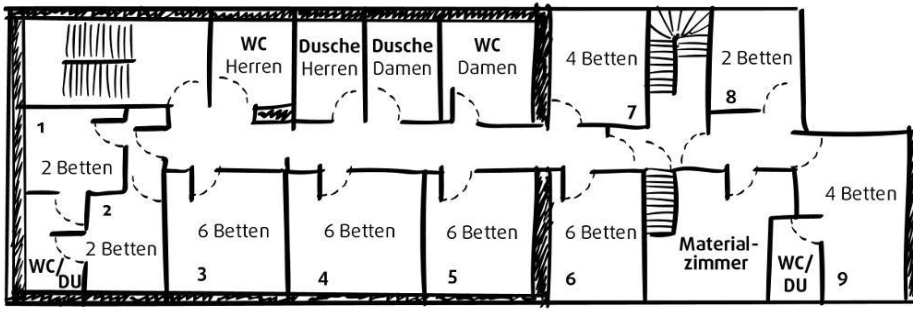 WC
Herren
Dusche
Herren
Dusche
Damen
WC
Damen
4 Betten
7
2 Betten
8
1
2 Betten
2
2 Betten
WC/
DU
6 Betten
3
6 Betten
4
6 Betten
5
6 Betten
6
Material-
zimmer
WC/
DU
4 Betten
9